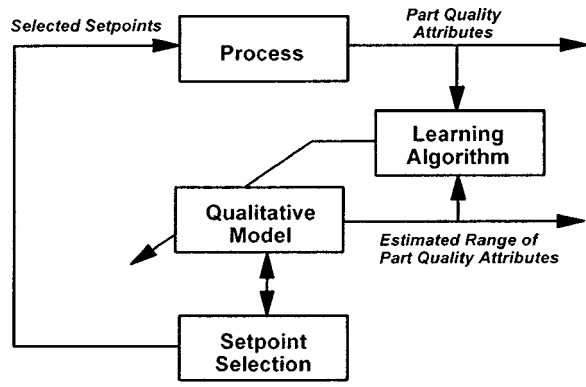 Selected Setpoints
Part Quality
Attributes
Process
Learning
Algorithm
Qualitative
Model
Estimated Range of
Part Quality Attributes
Setpoint
Selection